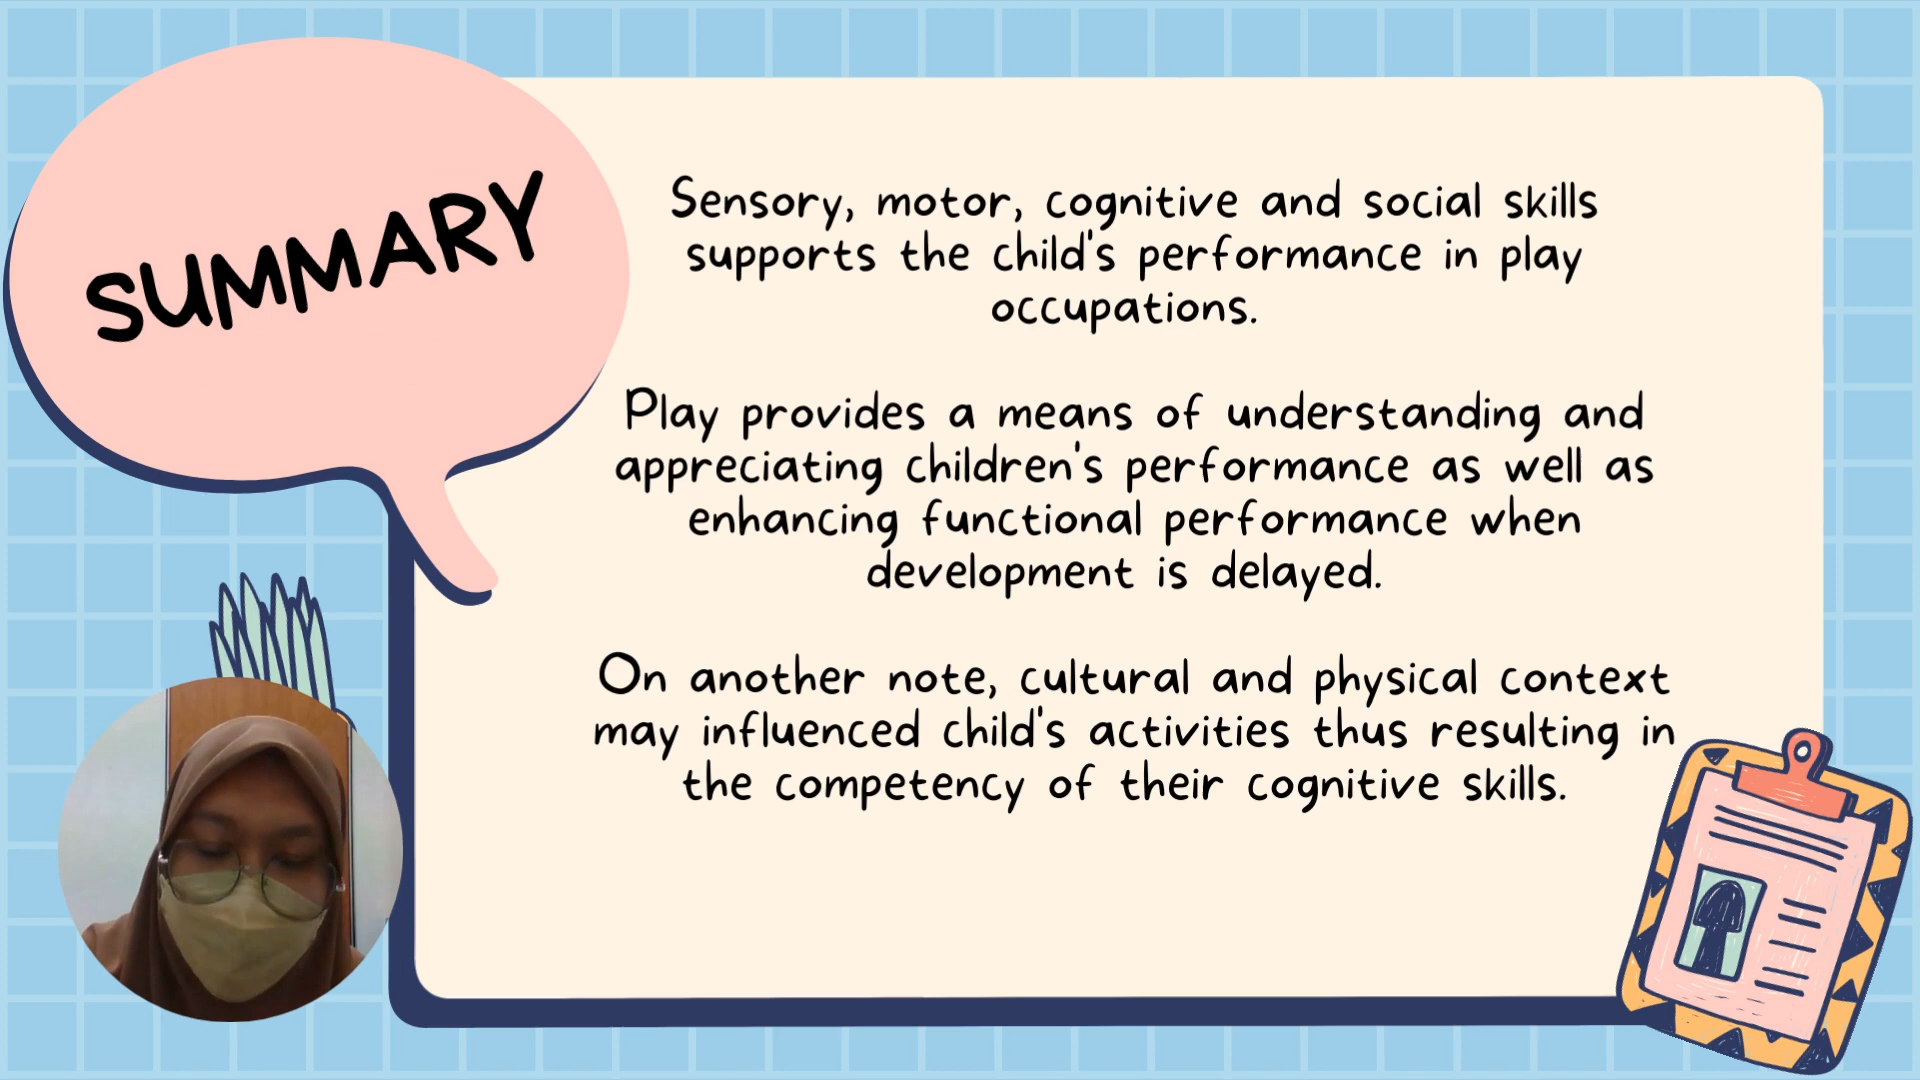 SUMMARY
Sensory, motor, cognitive and social skills
supports the child's performance in play
occupations.
Play provides a means of understanding and
appreciating children's performance as well as
enhancing functional performance when
development is delayed.
On another note, cultural and physical context
may influenced child's activities thus resulting in
the competency of their cognitive skills.